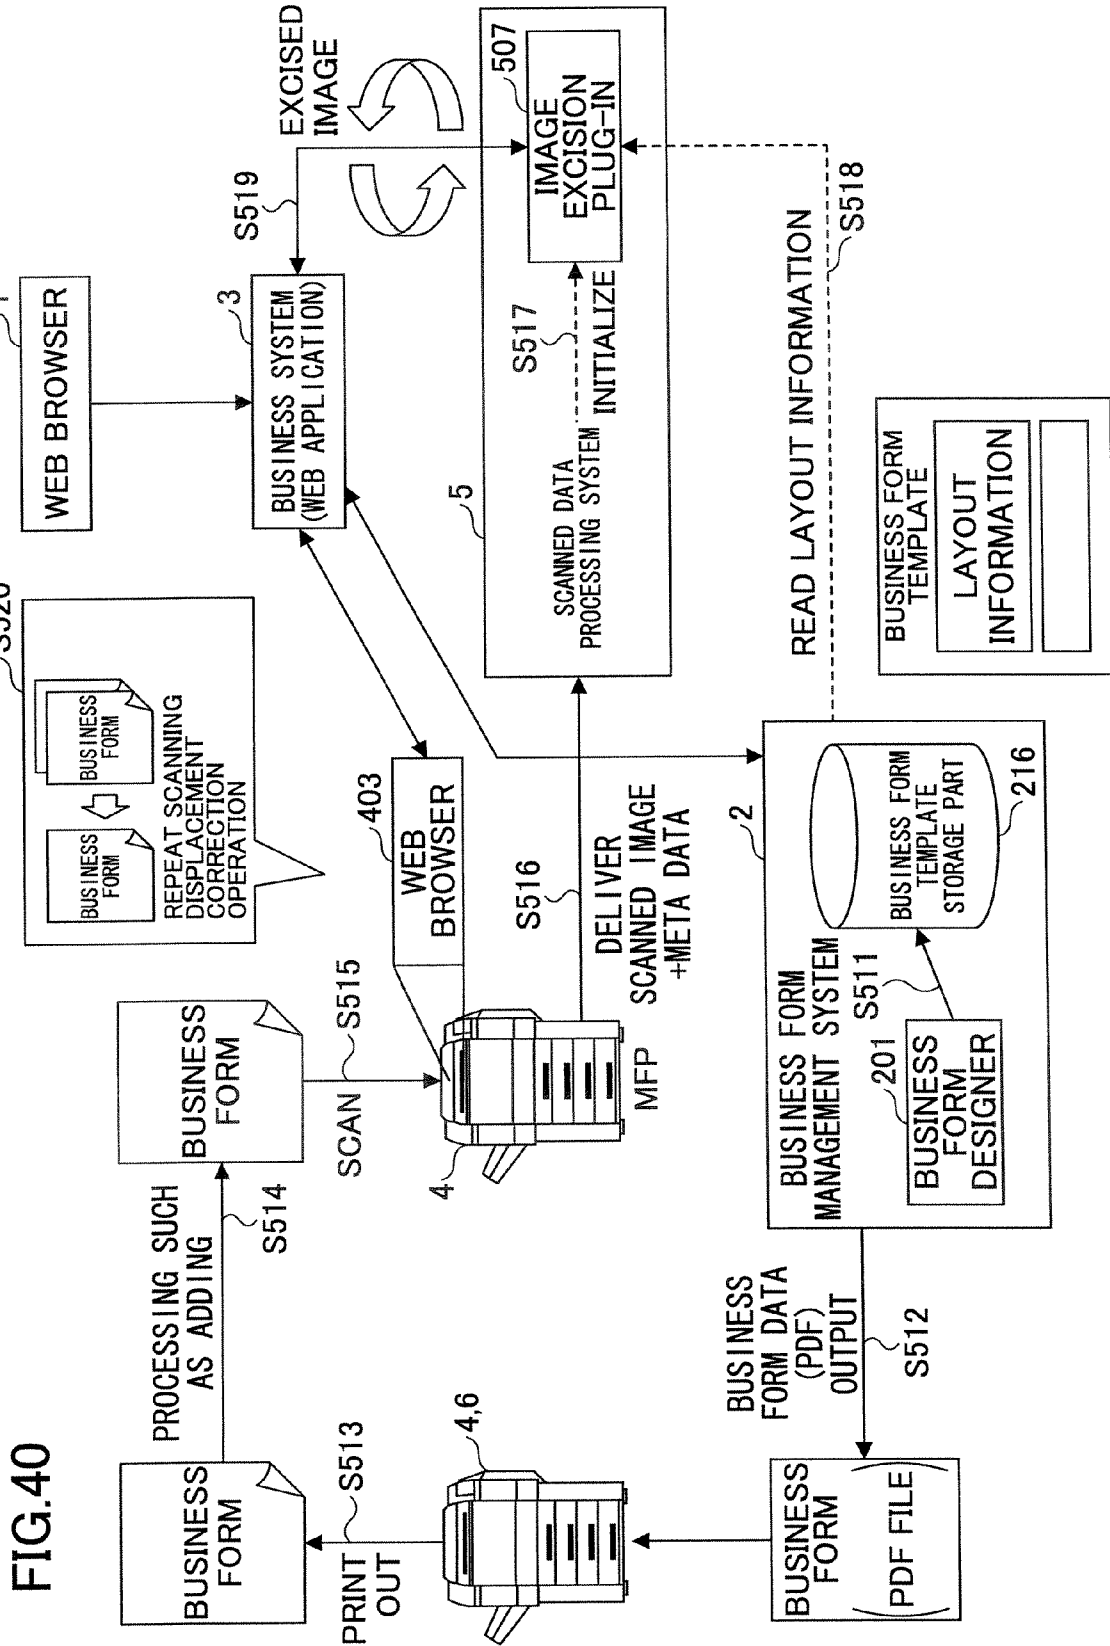 FIG.40
BUSINESS
FORM
PROCESSING SUCH
AS ADDING
S514
BUSINESS
FORM
BUSINESS
FORM
BUSINESS
FORM
REPEAT SCANNING
DISPLACEMENT
CORRECTION
OPERATION
WEB BROWSER
PRINT
OUT
S513
4,6
SCAN
S515
4
MFP
403
WEB
BROWSER
3
BUSINESS SYSTEM
(WEB APPLICATION)
S519
EXCISED
IMAGE
S516
DELIVER
SCANNED IMAGE
+META DATA
5
SCANNED DATA
PROCESSING SYSTEM
S517
INITIALIZE
507
IMAGE
EXCISION
PLUG-IN
BUSINESS
FORM
(PDF FILE)
BUSINESS
FORM DATA
(PDF)
OUTPUT
S512
2
BUSINESS FORM
MANAGEMENT SYSTEM
201
BUSINESS
FORM
DESIGNER
S511
BUSINESS FORM
TEMPLATE
STORAGE PART
216
READ LAYOUT INFORMATION
S518
BUSINESS FORM
TEMPLATE
LAYOUT
INFORMATION